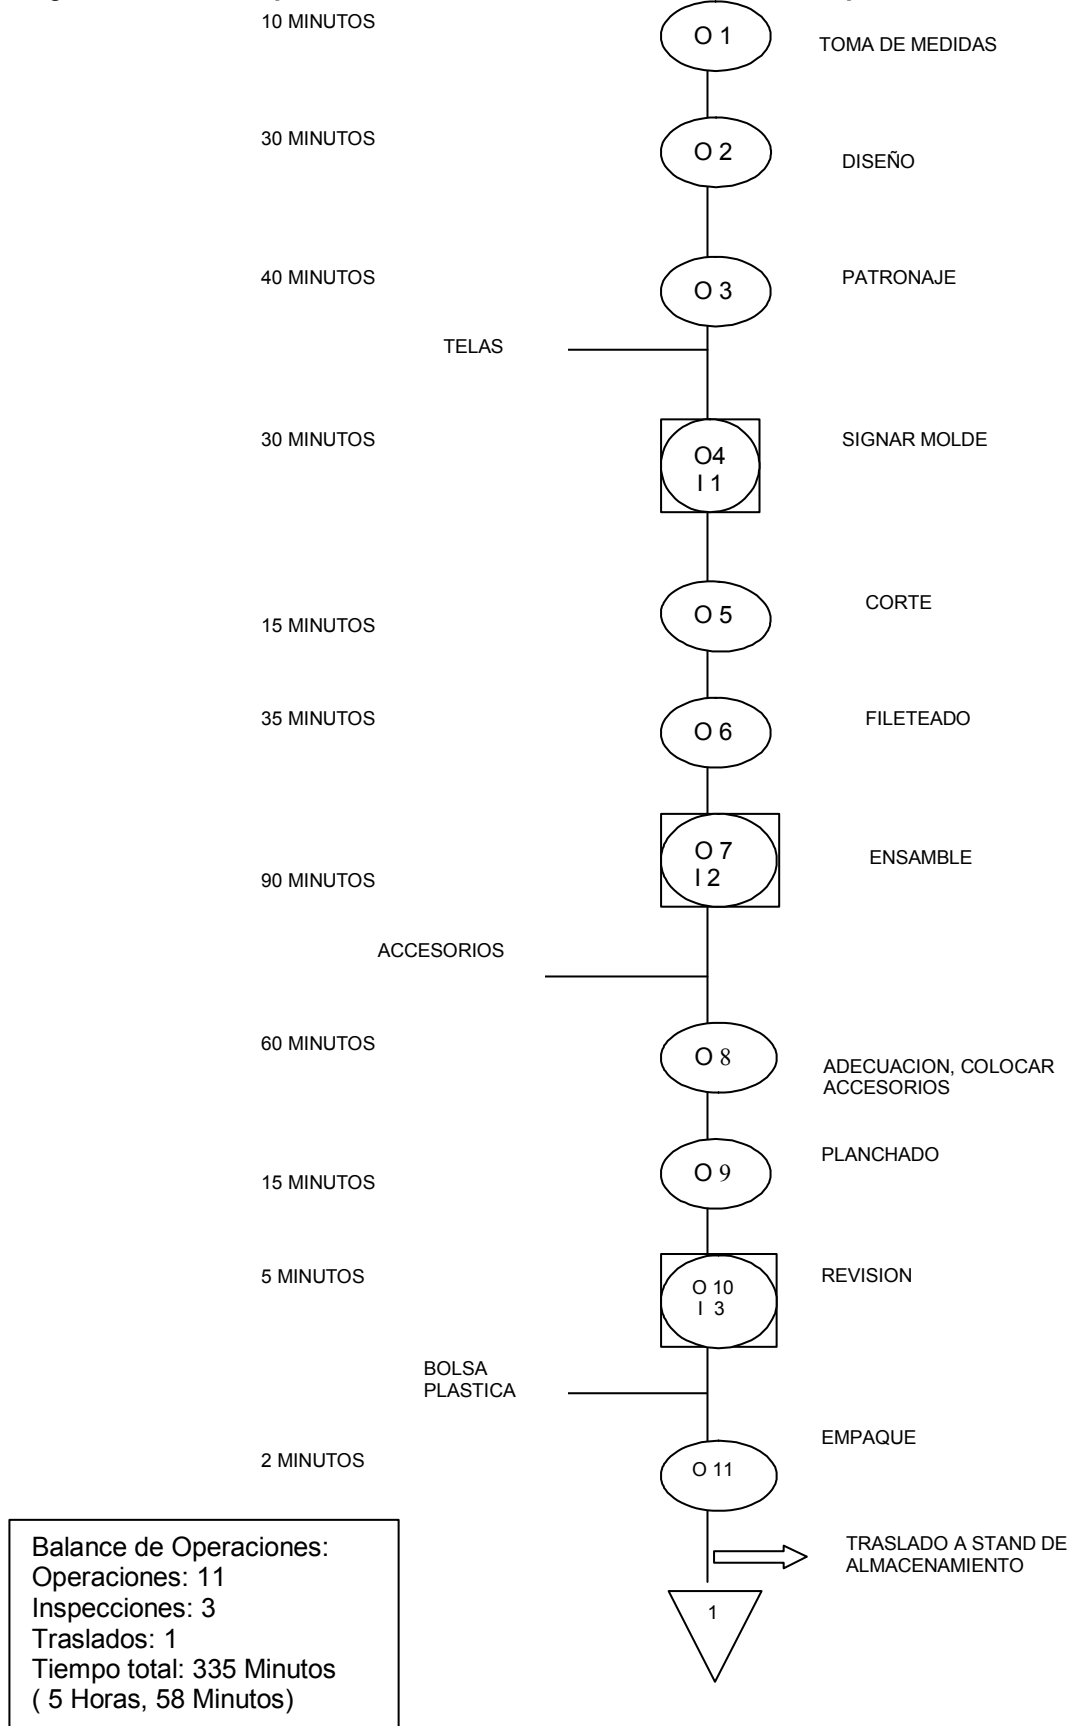 10 MINUTOS
O 1
TOMA DE MEDIDAS
30 MINUTOS
O 2
DISEÑO
40 MINUTOS
O 3
PATRONAJE
TELAS
30 MINUTOS
O4
I 1
SIGNAR MOLDE
CORTE
O 5
15 MINUTOS
35 MINUTOS
O 6
FILETEADO
O 7
I 2
ENSAMBLE
90 MINUTOS
ACCESORIOS
60 MINUTOS
O 8
ADECUACION, COLOCAR
ACCESORIOS
PLANCHADO
O 9
15 MINUTOS
5 MINUTOS
O 10
I 3
REVISION
BOLSA
PLASTICA
EMPAQUE
2 MINUTOS
O 11
TRASLADO A STAND DE
ALMACENAMIENTO
1
Balance de Operaciones:
Operaciones: 11
Inspecciones: 3
Traslados: 1
Tiempo total: 335 Minutos
( 5 Horas, 58 Minutos)